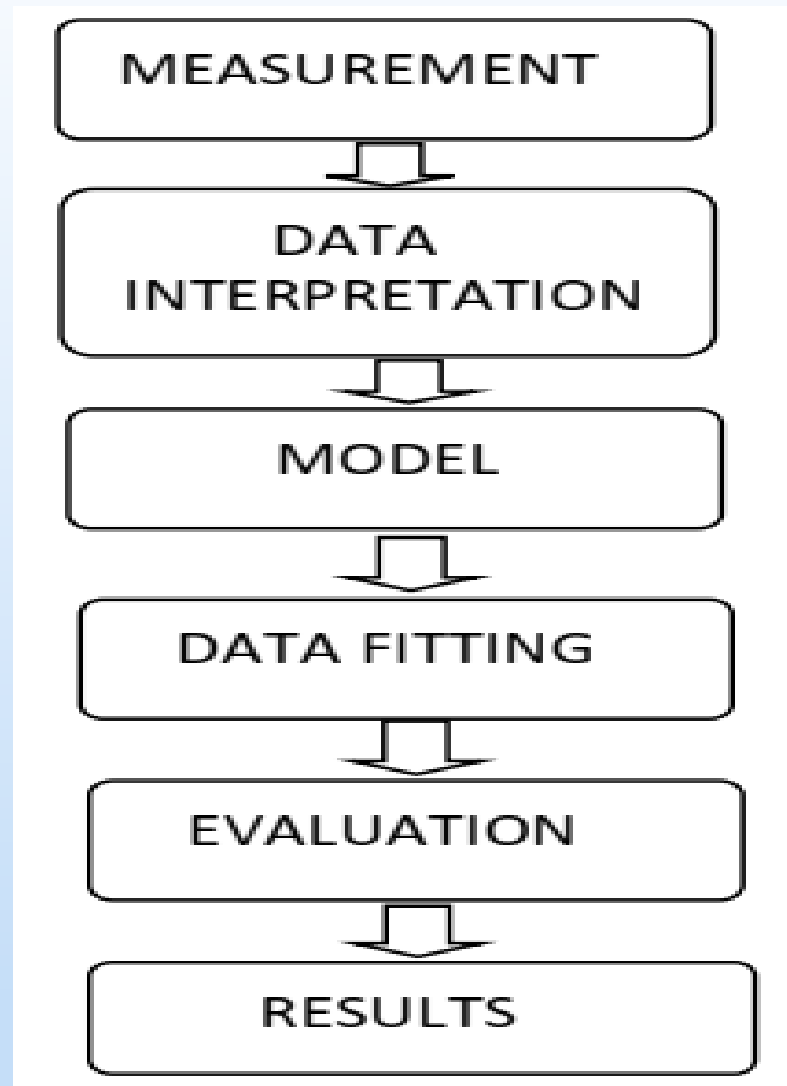 MEASUREMENT
DATA
INTERPRETATION
MODEL
DATA FITTING
EVALUATION
RESULTS